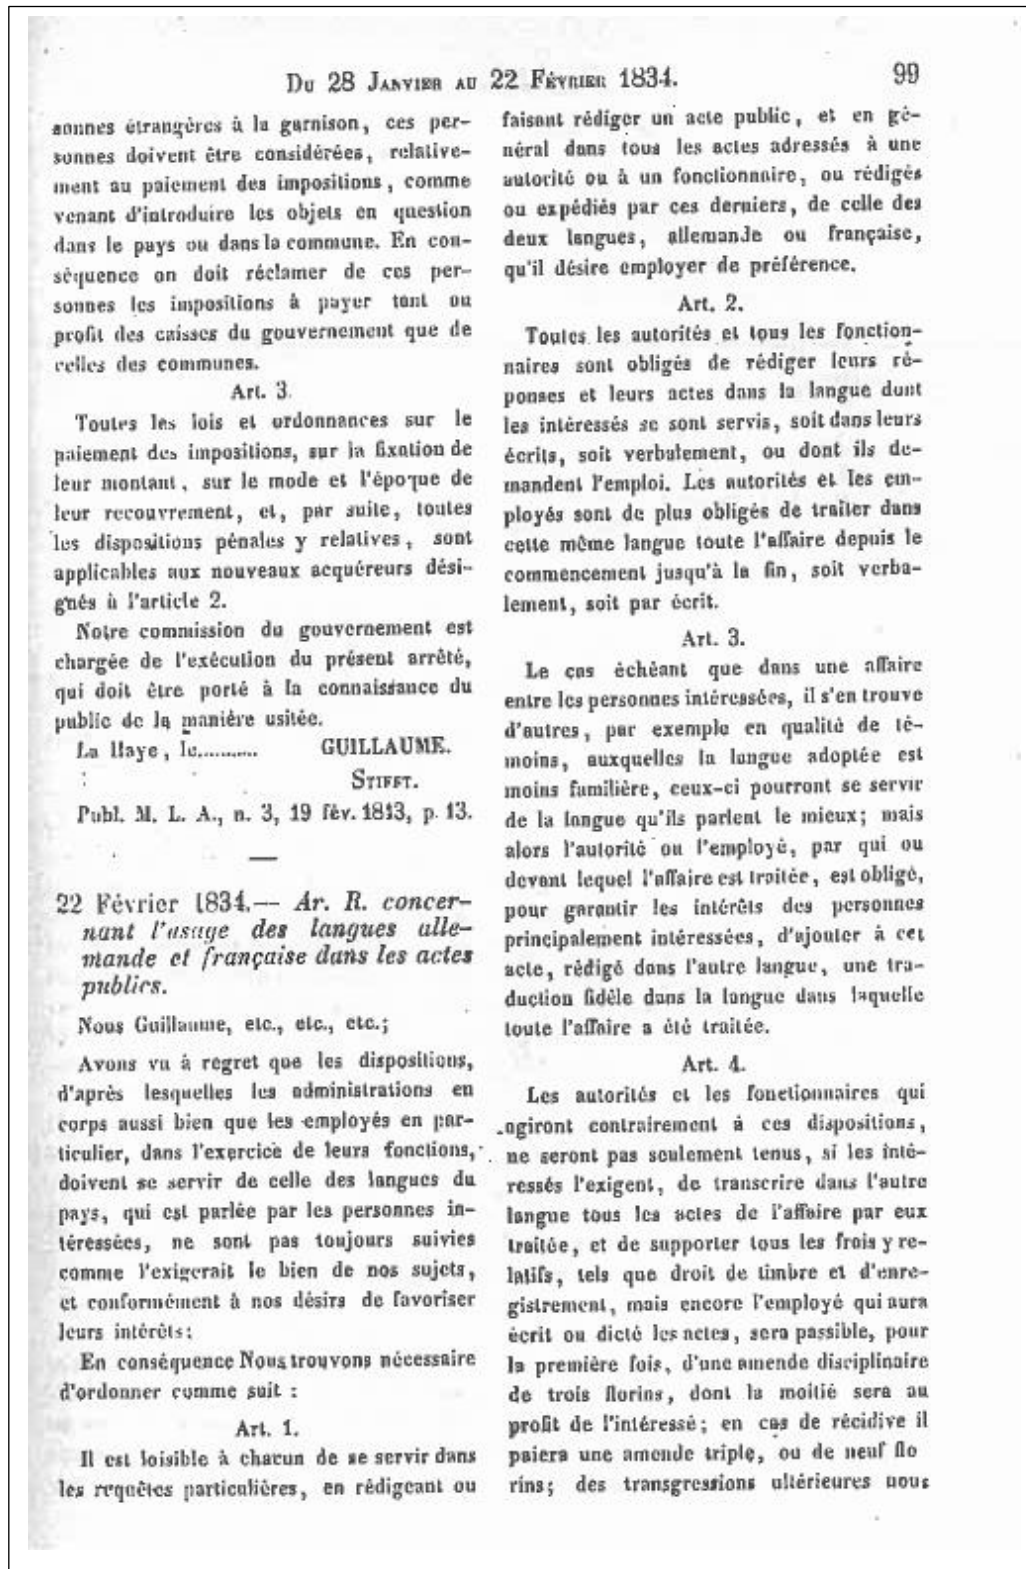 Du 28 Janvier au 22 Février 1834.
99
sonnes étrangères à la garnison, ces per-
sonnes doivent être considérées, relative-
ment au paiement des impositions, comme
venant d'introduire les objets en question
dans le pays ou dans la commune. En con-
séquence on doit réclamer de ces per-
sonnes les impositions à payer tant au
profit des caisses du gouvernement que de
celles des communes.
Art. 3.
Toutes les lois et ordonnances sur le
paiement des impositions, sur la fixation de
leur montant, sur le mode et l'époque de
leur recouvrement, et, par suite, toutes
les dispositions pénales y relatives, sont
applicables aux nouveaux acquéreurs dési-
gnés à l'article 2.
Notre commission du gouvernement est
chargée de l'exécution du présent arrêté,
qui doit être porté à la connaissance du
public de la manière usitée.
La Haye, le........... GUILLAUME.
Stifft.
Publ. M. L. A., n. 3, 19 fév. 1843, p. 13.
—
22 Février 1834.— Ar. R. concer-
nant l'usage des langues alle-
mande et française dans les actes
publics.
Nous Guillaume, etc., etc., etc.;
Avons vu à regret que les dispositions,
d'après lesquelles les administrations en
corps aussi bien que les employés en par-
ticulier, dans l'exercice de leurs fonctions,
doivent se servir de celle des langues du
pays, qui est parlée par les personnes in-
téressées, ne sont pas toujours suivies
comme l'exigerait le bien de nos sujets,
et conformément à nos désirs de favoriser
leurs intérêts:
En conséquence Nous trouvons nécessaire
d'ordonner comme suit :
Art. 1.
Il est loisible à chacun de se servir dans
les requêtes particulières, en rédigeant ou
faisant rédiger un acte public, et en gé-
néral dans tous les actes adressés à une
autorité ou à un fonctionnaire, ou rédigés
ou expédiés par ces derniers, de celle des
deux langues, allemande ou française,
qu'il désire employer de préférence.
Art. 2.
Toutes les autorités et tous les fonction-
naires sont obligés de rédiger leurs ré-
ponses et leurs actes dans la langue dont
les intéressés se sont servis, soit dans leurs
écrits, soit verbalement, ou dont ils de-
mandent l'emploi. Les autorités et les em-
ployés sont de plus obligés de traiter dans
cette même langue toute l'affaire depuis le
commencement jusqu'à la fin, soit verba-
lement, soit par écrit.
Art. 3.
Le cas échéant que dans une affaire
entre les personnes intéressées, il s'en trouve
d'autres, par exemple en qualité de té-
moins, auxquelles la langue adoptée est
moins familière, ceux-ci pourront se servir
de la langue qu'ils parlent le mieux; mais
alors l'autorité ou l'employé, par qui ou
devant lequel l'affaire est traitée, est obligé,
pour garantir les intérêts des personnes
principalement intéressées, d'ajouter à cet
acte, rédigé dans l'autre langue, une tra-
duction fidèle dans la langue dans laquelle
toute l'affaire a été traitée.
Art. 4.
Les autorités et les fonctionnaires qui
agiront contrairement à ces dispositions,
ne seront pas seulement tenus, si les inté-
ressés l'exigent, de transcrire dans l'autre
langue tous les actes de l'affaire par eux
traitée, et de supporter tous les frais y re-
latifs, tels que droit de timbre et d'enre-
gistrement, mais encore l'employé qui aura
écrit ou dicté les actes, sera passible, pour
la première fois, d'une amende disciplinaire
de trois florins, dont la moitié sera au
profit de l'intéressé; en cas de récidive il
paiera une amende triple, ou de neuf flo
rins; des transgressions ultérieures nous